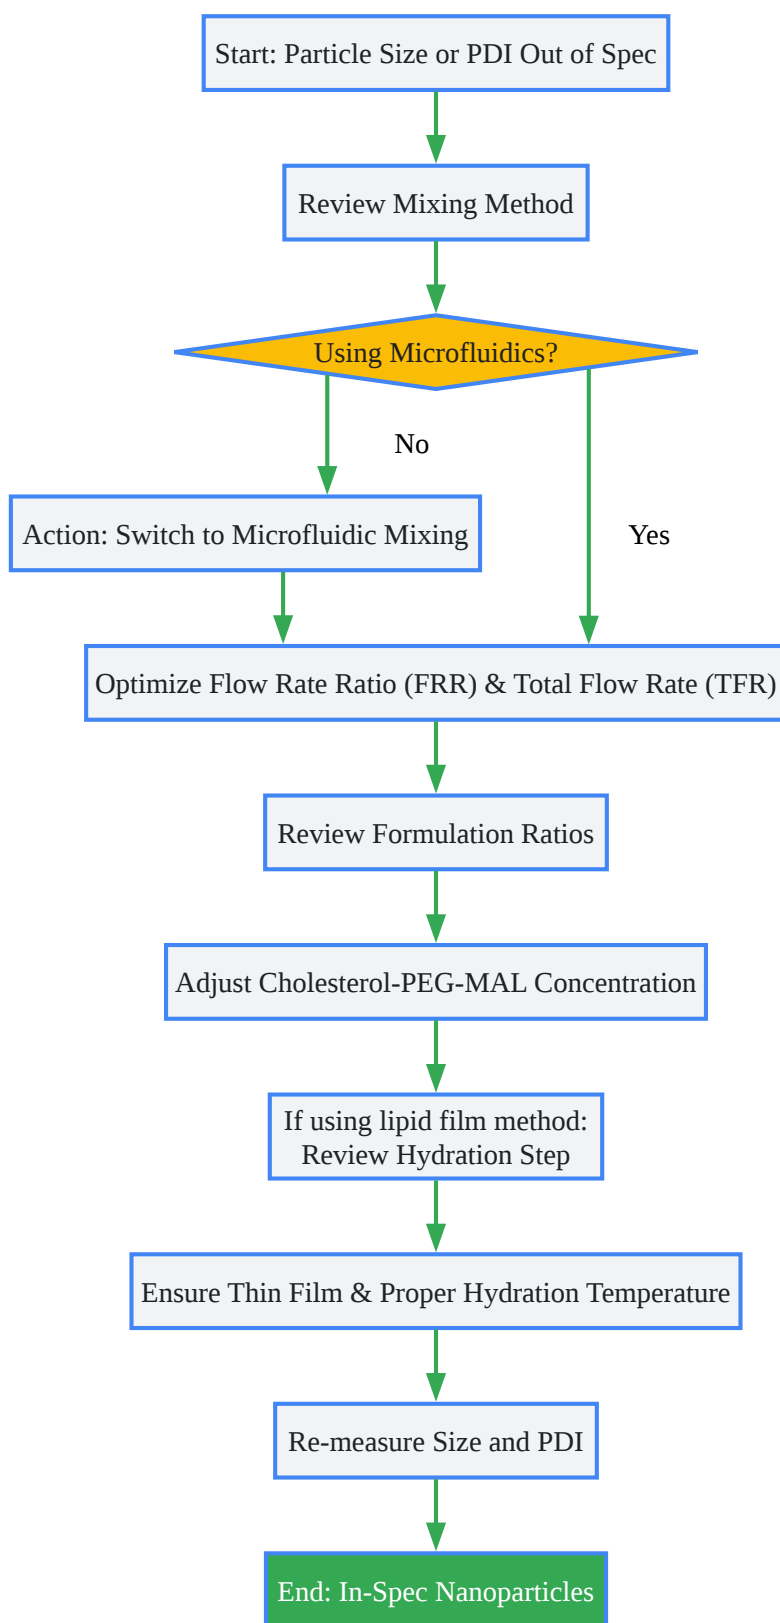 Start: Particle Size or PDI Out of Spec
Review Mixing Method
Using Microfluidics?
No
Action: Switch to Microfluidic Mixing
Yes
Optimize Flow Rate Ratio (FRR) & Total Flow Rate (TFR)
Review Formulation Ratios
Adjust Cholesterol-PEG-MAL Concentration
If using lipid film method:
Review Hydration Step
Ensure Thin Film & Proper Hydration Temperature
Re-measure Size and PDI
End: In-Spec Nanoparticles